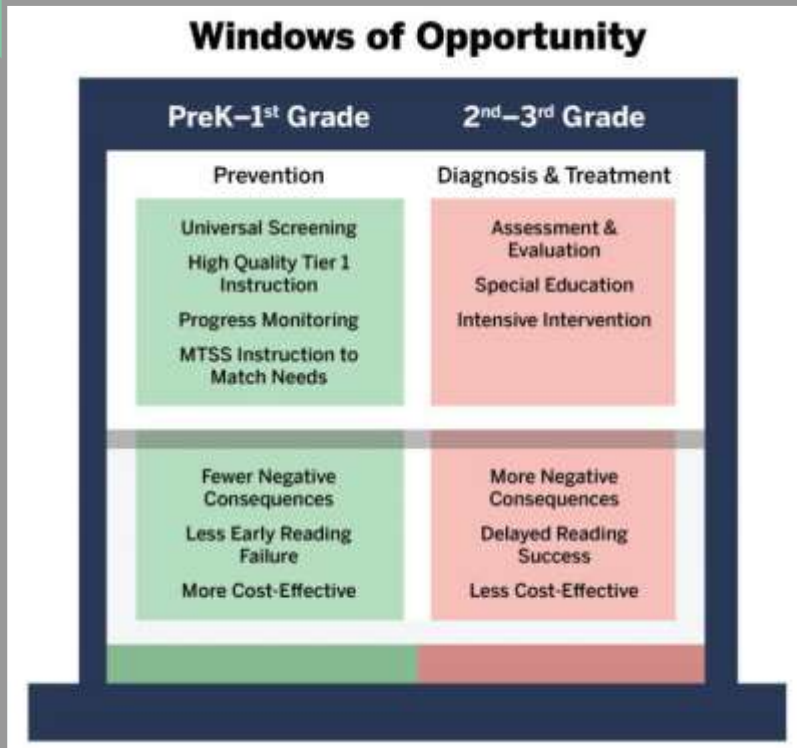 Windows of Opportunity
PreK–1st Grade
2nd–3rd Grade
Prevention
Universal Screening
High Quality Tier 1
Instruction
Progress Monitoring
MTSS Instruction to
Match Needs
Fewer Negative
Consequences
Less Early Reading
Failure
More Cost-Effective
Diagnosis & Treatment
Assessment &
Evaluation
Special Education
Intensive Intervention
More Negative
Consequences
Delayed Reading
Success
Less Cost-Effective